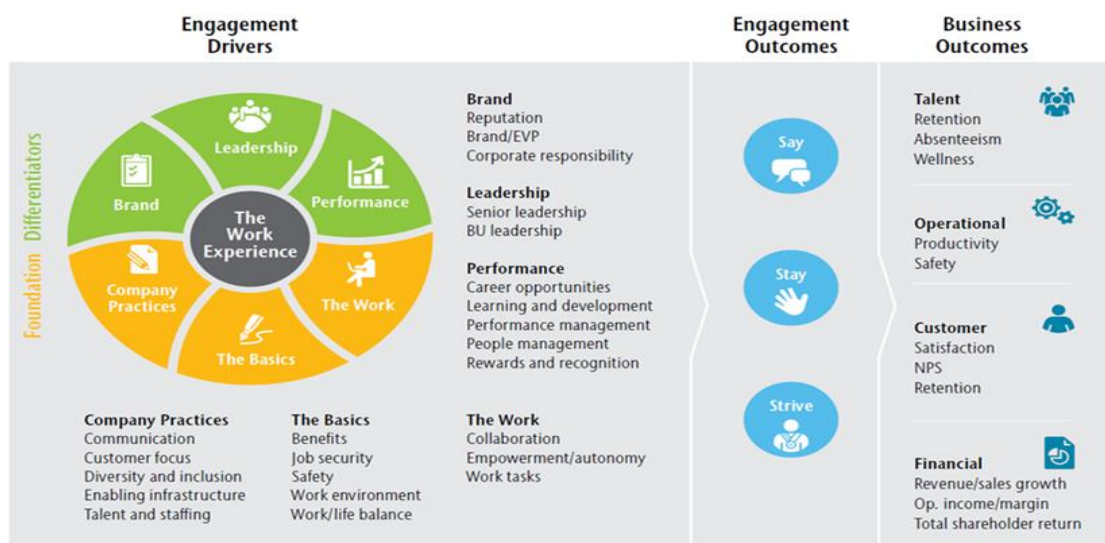 Engagement
Drivers
Engagement
Outcomes
Business
Outcomes
Foundation Differentiators
Leadership
Brand
Performance
The
Work
Experience
Company
Practices
The Work
The Basics
Brand
Reputation
Brand/EVP
Corporate responsibility
Leadership
Senior leadership
BU leadership
Performance
Career opportunities
Learning and development
Performance management
People management
Rewards and recognition
Company Practices
Communication
Customer focus
Diversity and inclusion
Enabling infrastructure
Talent and staffing
The Basics
Benefits
Job security
Safety
Work environment
Work/life balance
The Work
Collaboration
Empowerment/autonomy
Work tasks
Say
Stay
Strive
Talent
Retention
Absenteeism
Wellness
Operational
Productivity
Safety
Customer
Satisfaction
NPS
Retention
Financial
Revenue/sales growth
Op. income/margin
Total shareholder return